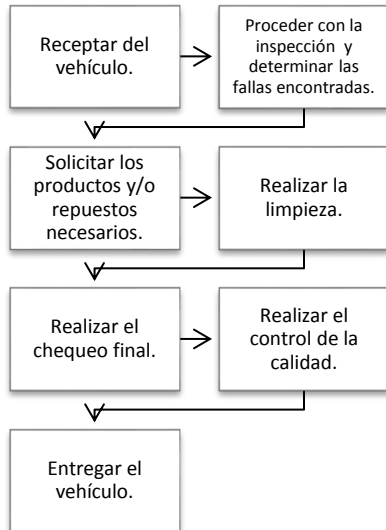 Receptar del
vehículo.
Proceder con la
inspección y
determinar las
fallas encontradas.
Solicitar los
productos y/o
repuestos
necesarios.
Realizar la
limpieza.
Realizar el
chequeo final.
Realizar el
control de la
calidad.
Entregar el
vehículo.